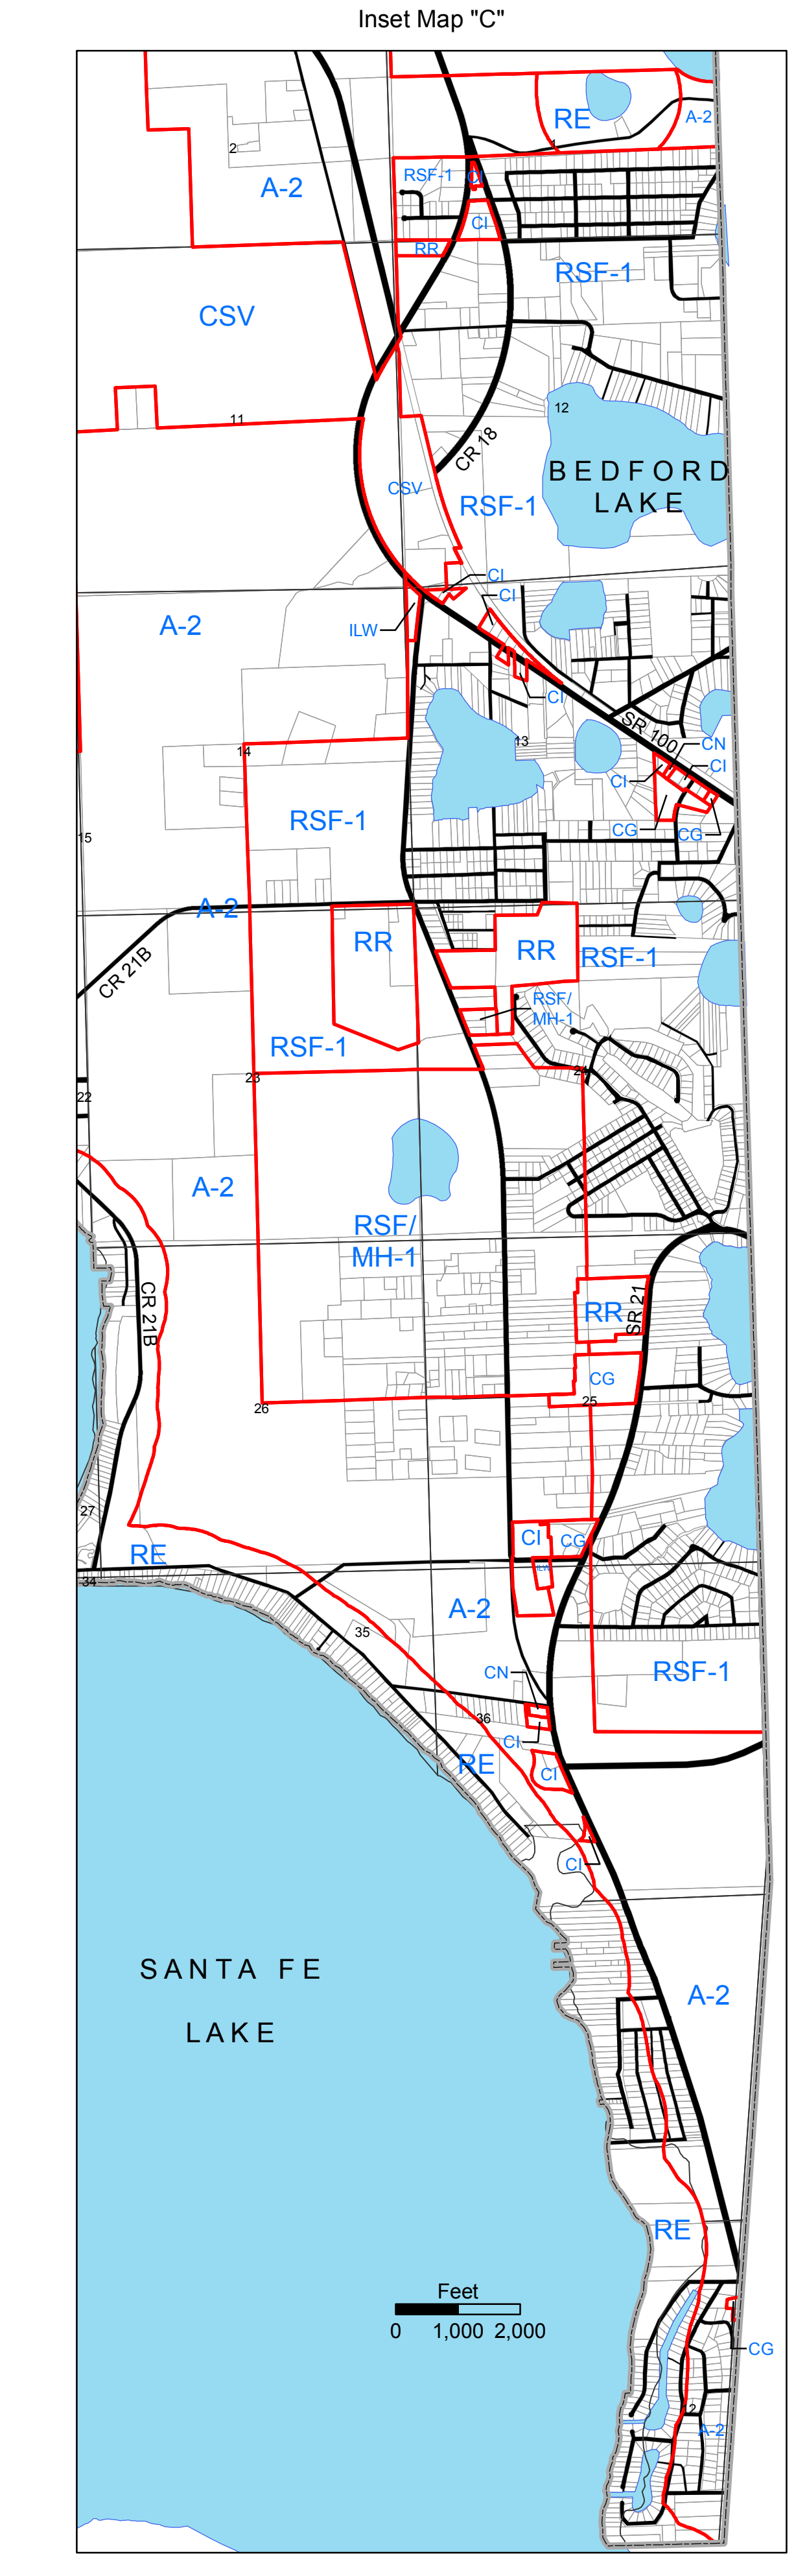 Inset Map "C"
RE
A-2
2
1
A-2
RSF-1
CI
CI
RR
RSF-1
CSV
12
11
CR 18
BEDFORD
LAKE
CSV
RSF-1
CI
CI
A-2
ILW
CI
SR 100
13
CN
14
CI
CI
RSF-1
CG
CG
15
A-2
RR
RR
RSF-1
CR 21B
RSF/
MH-1
RSF-1
24
23
22
A-2
RSF/
MH-1
CR 21B
RR
SR 21
CG
25
26
27
CI
CG
RE
ILW
34
A-2
35
RSF-1
CN
36
CI
RE
CI
CI
SANTA FE
LAKE
A-2
RE
Feet
0 1,000 2,000
CG
12
A-2